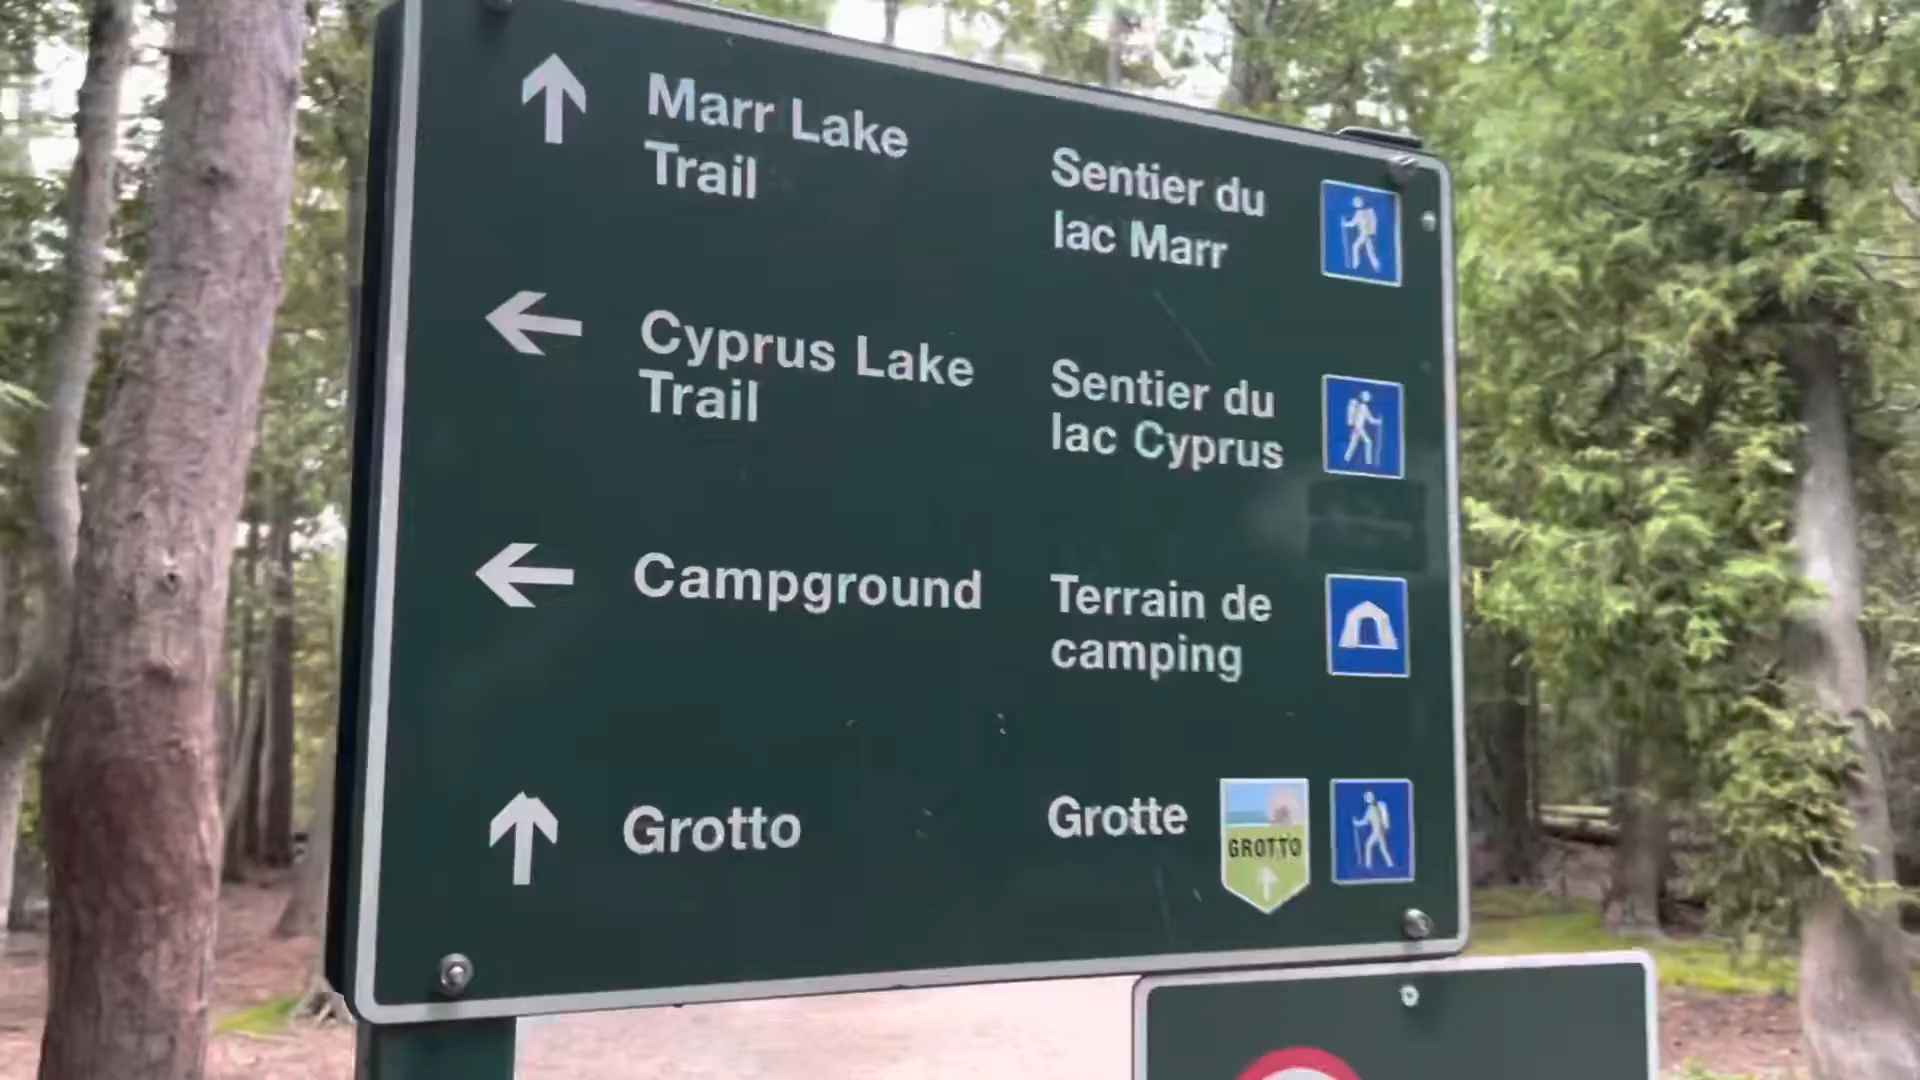 Marr Lake
Trail
Sentier du
lac Marr
Cyprus Lake
Trail
Sentier du
lac Cyprus
Campground
Terrain de
camping
Grotto
Grotte
GROTTO